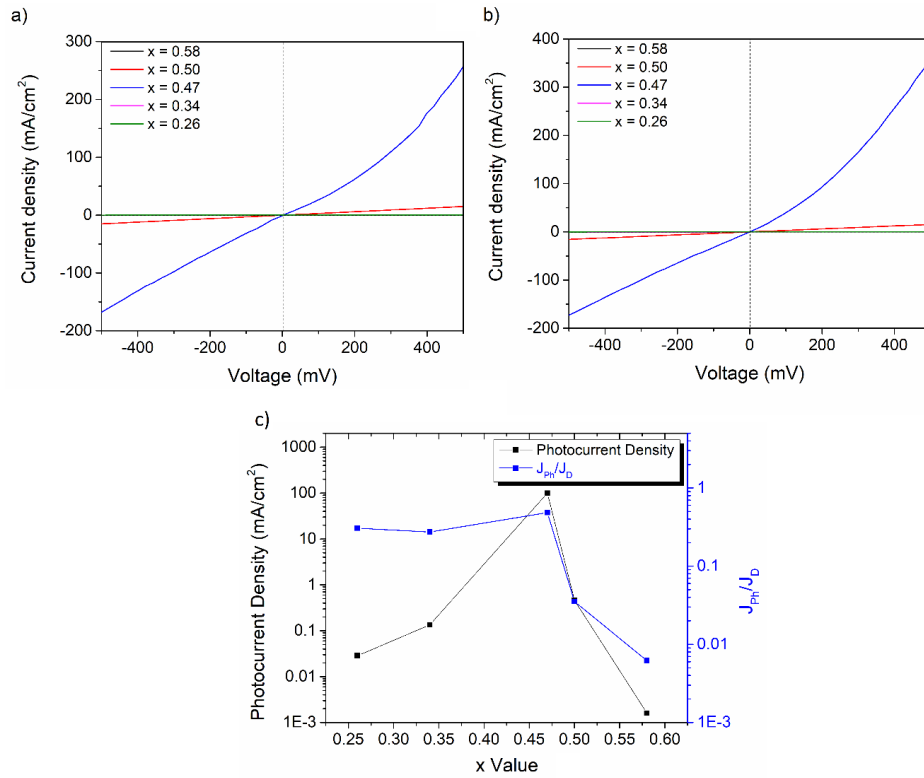 a)
300
200
100
0
-100
-200
-400
-200
0
200
400
Current density (mA/cm²)
Voltage (mV)
x = 0.58
x = 0.50
x = 0.47
x = 0.34
x = 0.26
b)
400
300
200
100
0
-100
-200
-400
-200
0
200
400
Current density (mA/cm²)
Voltage (mV)
x = 0.58
x = 0.50
x = 0.47
x = 0.34
x = 0.26
c)
1000
100
10
1
0.1
0.01
1E-3
Photocurrent Density (mA/cm²)
Photocurrent Density
J_Ph/J_D
1
0.1
0.01
1E-3
J_Ph/J_D
0.25
0.30
0.35
0.40
0.45
0.50
0.55
0.60
x Value